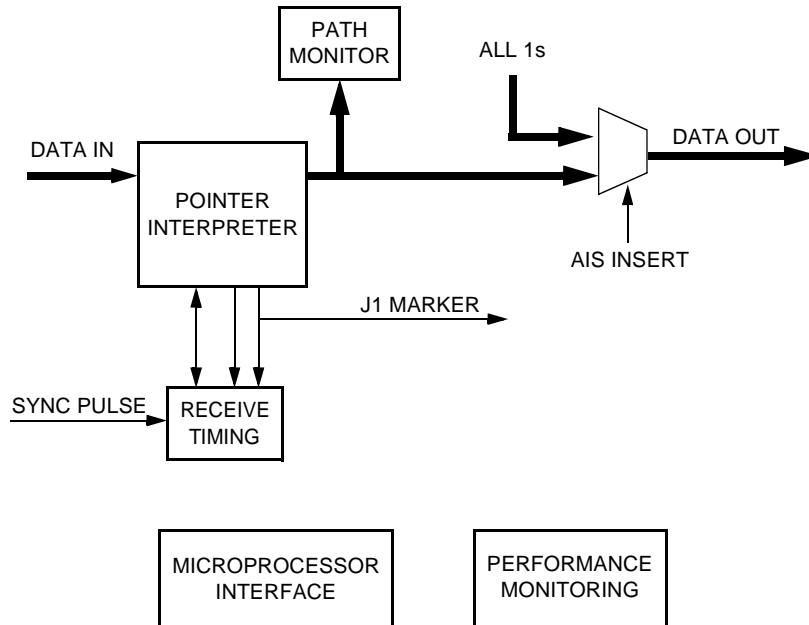 PATH
MONITOR
ALL 1s
DATA IN
DATA OUT
POINTER
INTERPRETER
AIS INSERT
J1 MARKER
SYNC PULSE
RECEIVE
TIMING
MICROPROCESSOR
INTERFACE
PERFORMANCE
MONITORING